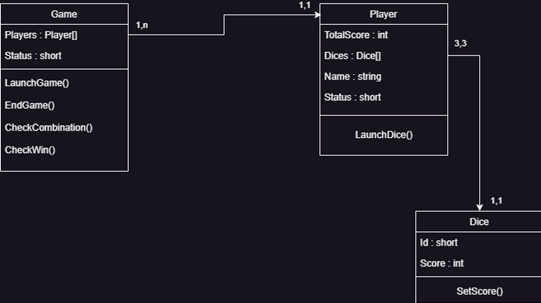 Game
Players : Player[]
Status : short
LaunchGame()
EndGame()
CheckCombination()
CheckWin()
1,n
1,1
Player
TotalScore : int
Dices : Dice[]
Name : string
Status : short
LaunchDice()
3,3
1,1
Dice
Id : short
Score : int
SetScore()